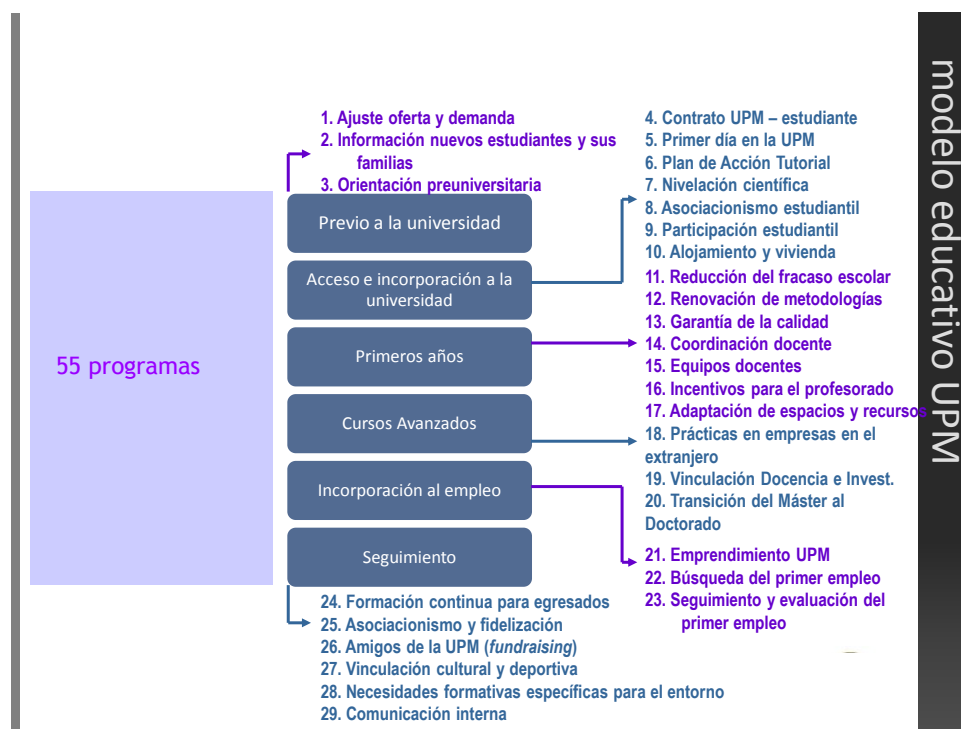 modelo educativo UPM
55 programas
1. Ajuste oferta y demanda
2. Información nuevos estudiantes y sus
familias
3. Orientación preuniversitaria
Previo a la universidad
Acceso e incorporación a la
universidad
Primeros años
Cursos Avanzados
Incorporación al empleo
Seguimiento
4. Contrato UPM – estudiante
5. Primer día en la UPM
6. Plan de Acción Tutorial
7. Nivelación científica
8. Asociacionismo estudiantil
9. Participación estudiantil
10. Alojamiento y vivienda
11. Reducción del fracaso escolar
12. Renovación de metodologías
13. Garantía de la calidad
14. Coordinación docente
15. Equipos docentes
16. Incentivos para el profesorado
17. Adaptación de espacios y recursos
18. Prácticas en empresas en el
extranjero
19. Vinculación Docencia e Invest.
20. Transición del Máster al
Doctorado
21. Emprendimiento UPM
22. Búsqueda del primer empleo
23. Seguimiento y evaluación del
primer empleo
24. Formación continua para egresados
25. Asociacionismo y fidelización
26. Amigos de la UPM (fundraising)
27. Vinculación cultural y deportiva
28. Necesidades formativas específicas para el entorno
29. Comunicación interna